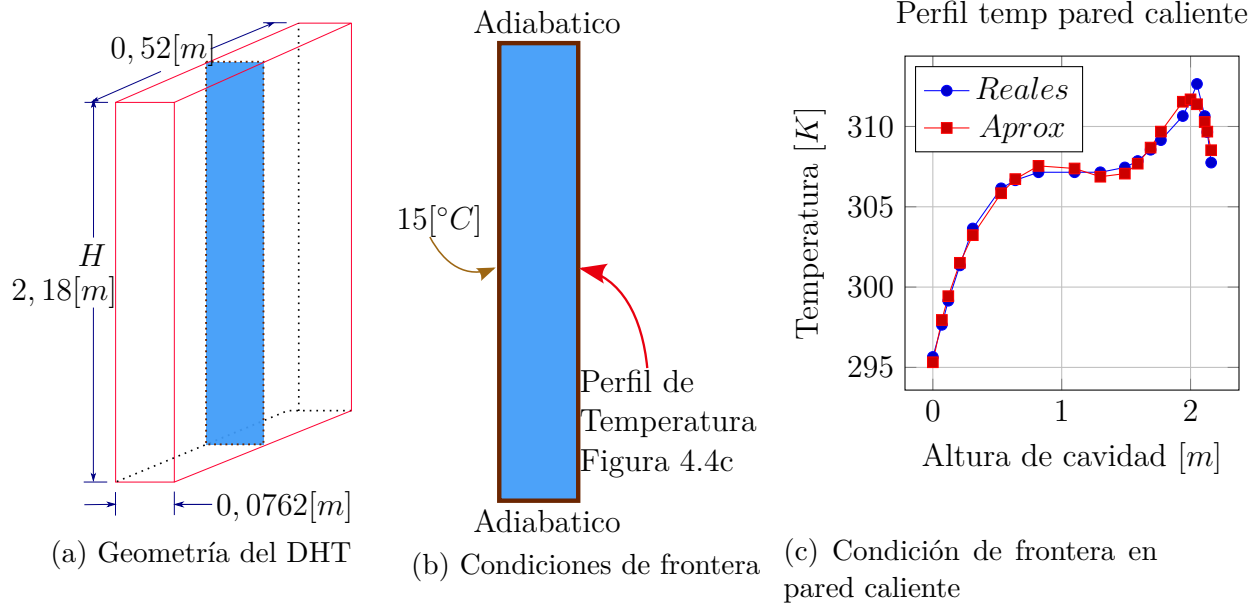 0, 52[m]
H
2, 18[m]
0, 0762[m]
(a) Geometría del DHT
Adiabatico
15[°C]
Perfil de
Temperatura
Figura 4.4c
Adiabatico
(b) Condiciones de frontera
Perfil temp pared caliente
Reales
Aprox
Temperatura [K]
310
305
300
295
0
1
2
Altura de cavidad [m]
(c) Condición de frontera en
pared caliente